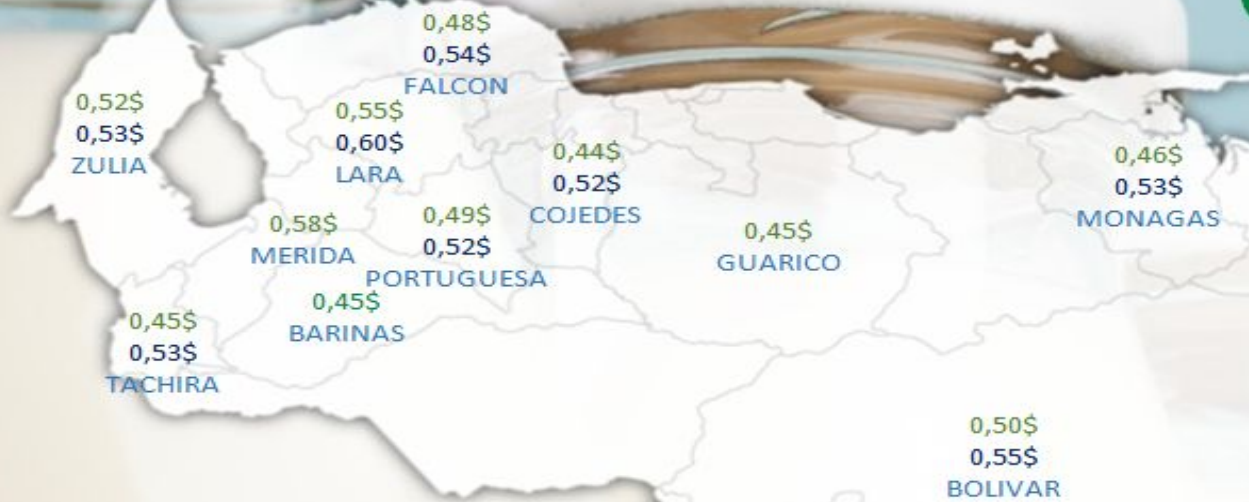 0,48$
0,54$
FALCON
0,52$
0,53$
ZULIA
0,55$
0,60$
LARA
0,44$
0,52$
COJEDES
0,46$
0,53$
MONAGAS
0,58$
MERIDA
0,49$
0,52$
PORTUGUESA
0,45$
GUARICO
0,45$
BARINAS
0,45$
0,53$
TACHIRA
0,50$
0,55$
BOLIVAR